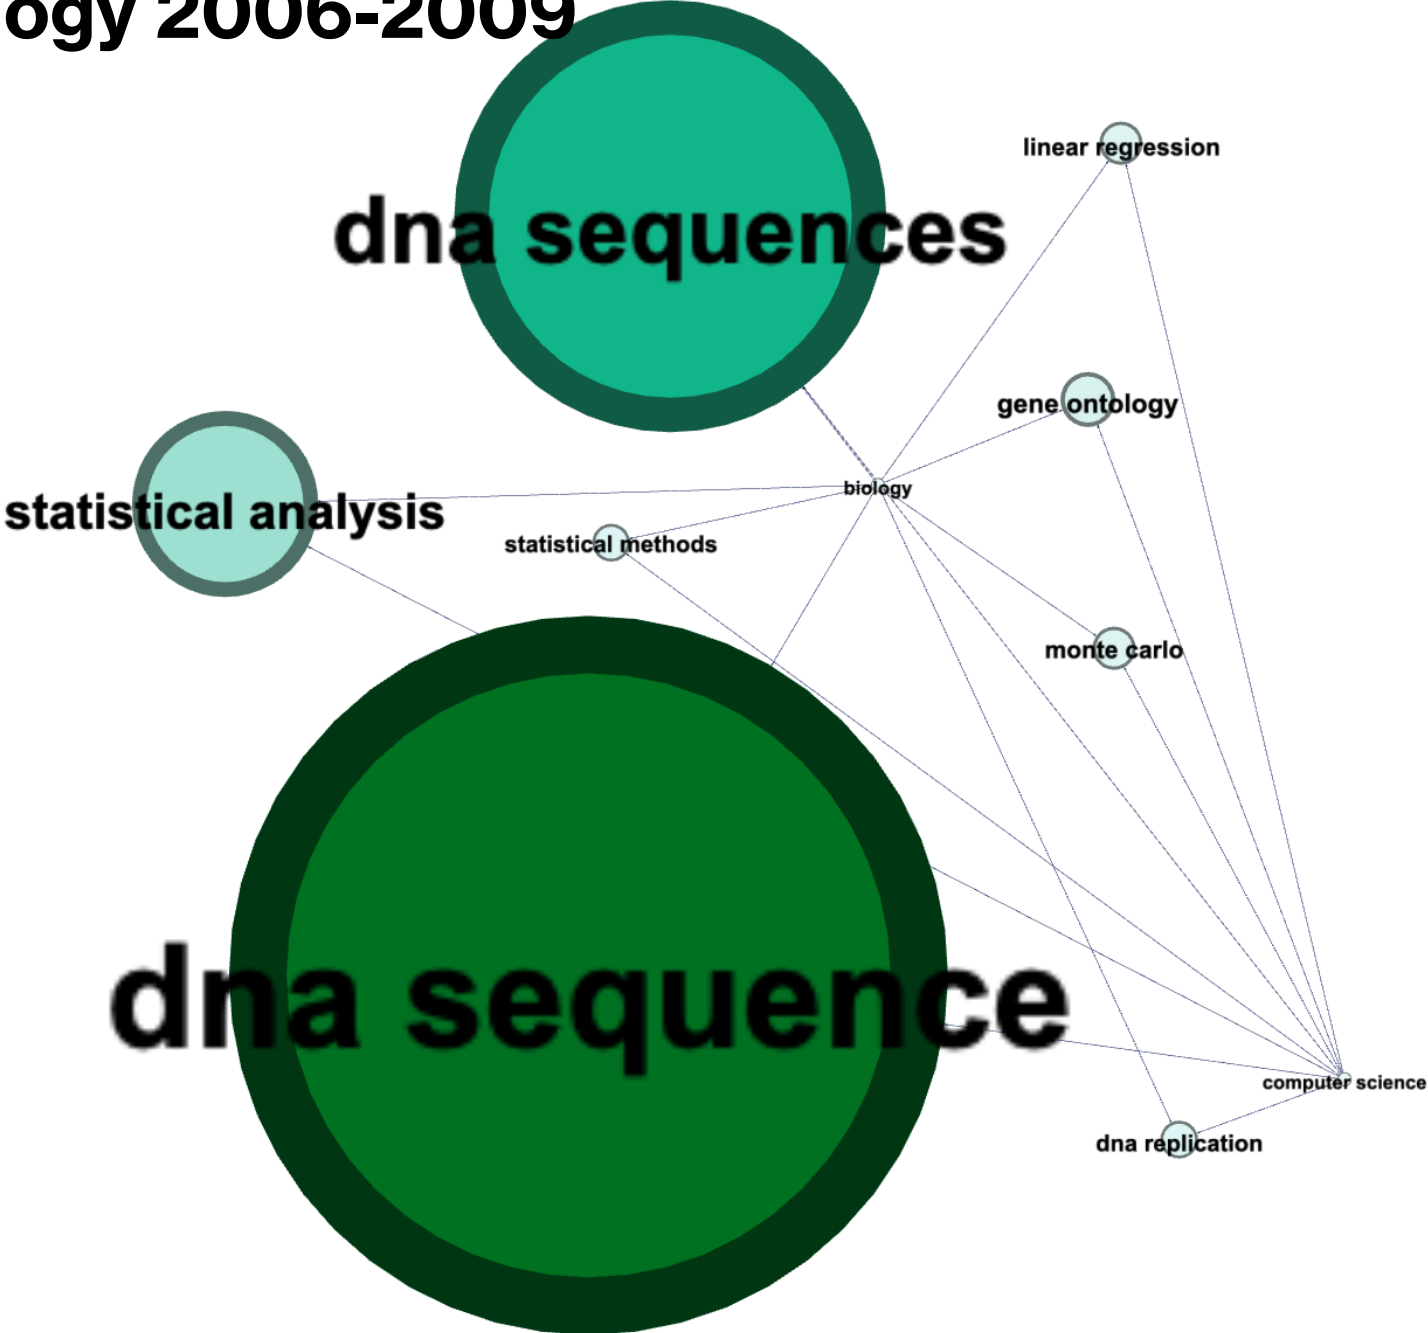 ogy 2006-2009
linear regression
dna sequences
gene ontology
biology
statistical analysis
statistical methods
monte carlo
dna sequence
computer science
dna replication